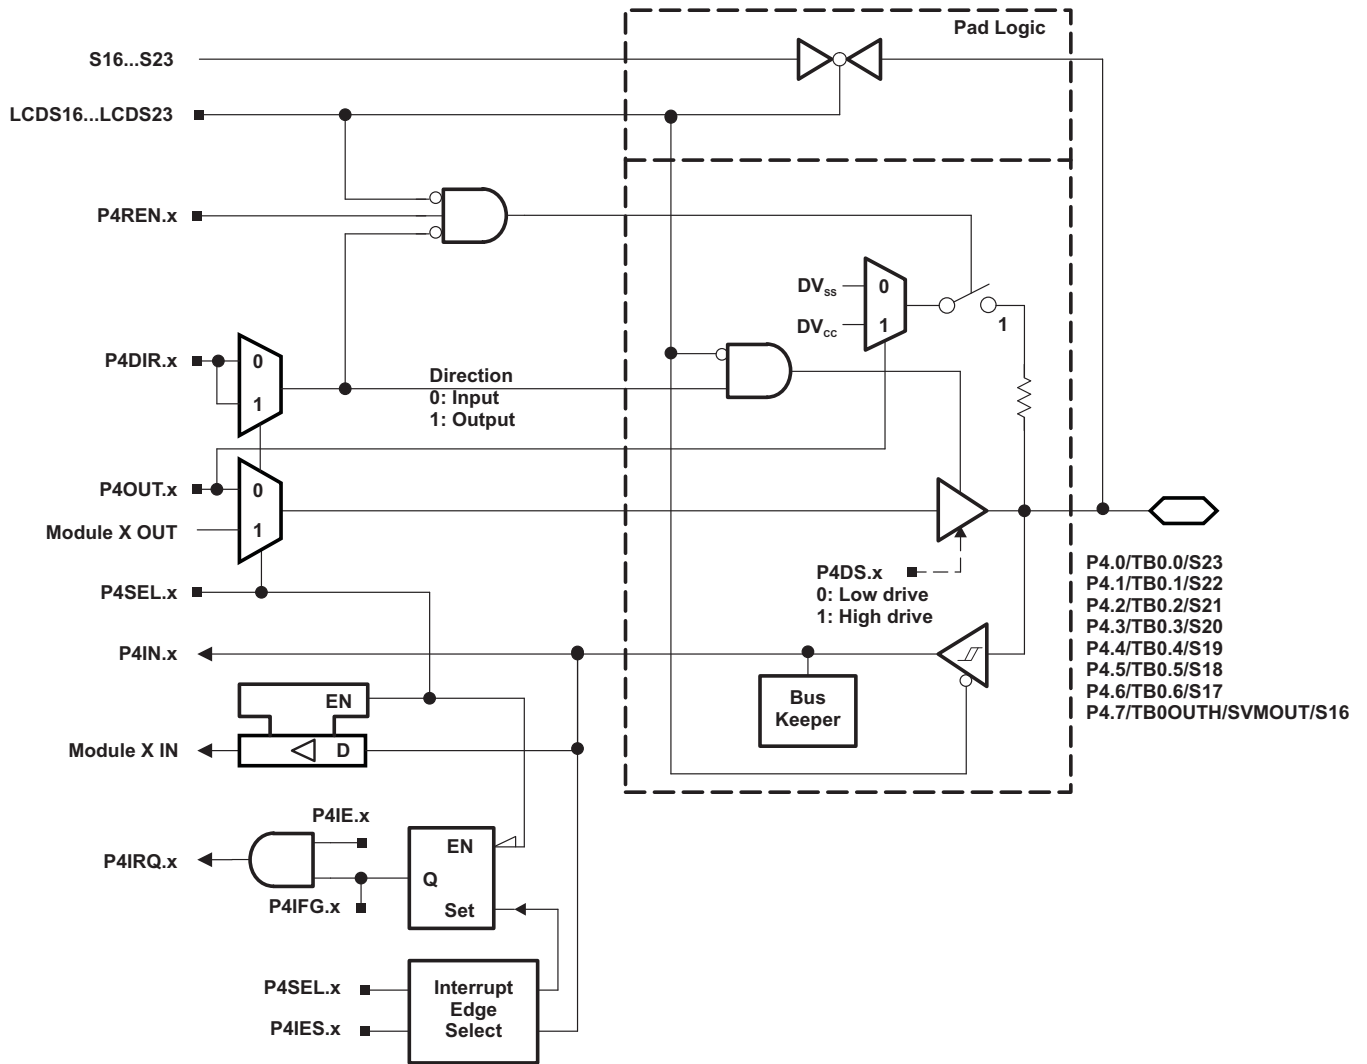 Pad Logic
S16...S23
LCDS16...LCDS23
P4REN.x
DVSS
0
DVCC
1
1
P4DIR.x
0
1
Direction
0: Input
1: Output
P4OUT.x
0
Module X OUT
1
P4DS.x
0: Low drive
1: High drive
P4.0/TB0.0/S23
P4.1/TB0.1/S22
P4.2/TB0.2/S21
P4.3/TB0.3/S20
P4.4/TB0.4/S19
P4.5/TB0.5/S18
P4.6/TB0.6/S17
P4.7/TB0OUTH/SVMOUT/S16
P4SEL.x
P4IN.x
Bus
Keeper
EN
Module X IN
D
P4IE.x
P4IRQ.x
EN
Q
P4IFG.x
Set
P4SEL.x
P4IES.x
Interrupt
Edge
Select